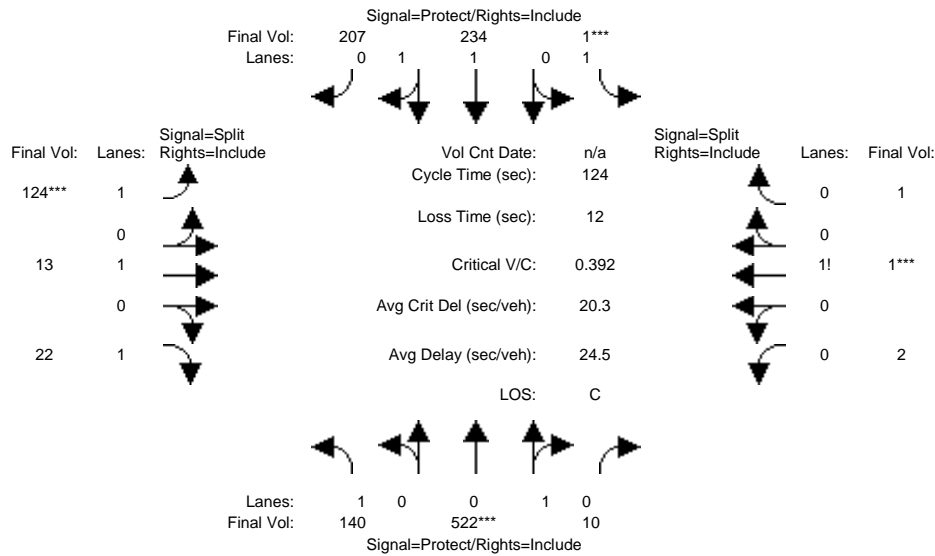 Signal=Protect/Rights=Include
Final Vol: 207 234 1***
Lanes: 0 1 1 0 1
Signal=Split
Final Vol: Lanes: Rights=Include
Vol Cnt Date: n/a
Signal=Split
Rights=Include Lanes: Final Vol:
Cycle Time (sec): 124
124*** 1
0 1
Loss Time (sec): 12
0
0
13 1
Critical V/C: 0.392
1! 1***
0
Avg Crit Del (sec/veh): 20.3
0
22 1
Avg Delay (sec/veh): 24.5
0 2
LOS: C
Lanes: 1 0 0 1 0
Final Vol: 140 522*** 10
Signal=Protect/Rights=Include